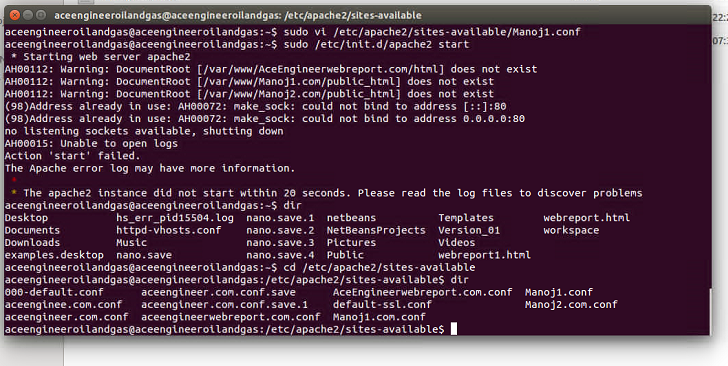 aceengineeroilandgas@aceengineeroilandgas: /etc/apache2/sites-available
aceengineeroilandgas@aceengineeroilandgas:~$ sudo vi /etc/apache2/sites-available/Manoj1.conf
aceengineeroilandgas@aceengineeroilandgas:~$ sudo /etc/init.d/apache2 start
* Starting web server apache2
AH00112: Warning: DocumentRoot [/var/www/AceEngineerwebreport.com/html] does not exist
AH00112: Warning: DocumentRoot [/var/www/Manoj1.com/public_html] does not exist
AH00112: Warning: DocumentRoot [/var/www/Manoj2.com/public_html] does not exist
(98)Address already in use: AH00072: make_sock: could not bind to address [::]:80
(98)Address already in use: AH00072: make_sock: could not bind to address 0.0.0.0:80
no listening sockets available, shutting down
AH00015: Unable to open logs
Action 'start' failed.
The Apache error log may have more information.
*
* The apache2 instance did not start within 20 seconds. Please read the log files to discover problems
aceengineeroilandgas@aceengineeroilandgas:~$ dir
Desktop hs_err_pid15504.log nano.save.1 netbeans Templates webreport.html
Documents httpd-vhosts.conf nano.save.2 NetBeansProjects Version_01 workspace
Downloads Music nano.save.3 Pictures Videos
examples.desktop nano.save nano.save.4 Public webreport1.html
aceengineeroilandgas@aceengineeroilandgas:~$ cd /etc/apache2/sites-available
aceengineeroilandgas@aceengineeroilandgas:/etc/apache2/sites-available$ dir
000-default.conf aceengineer.com.conf.save AceEngineerwebreport.com.conf Manoj1.conf
aceenginee.com.conf aceengineer.com.conf.save.1 default-ssl.conf Manoj2.com.conf
aceengineer.com.conf aceengineerwebreport.com.conf Manoj1.com.conf
aceengineeroilandgas@aceengineeroilandgas:/etc/apache2/sites-available$